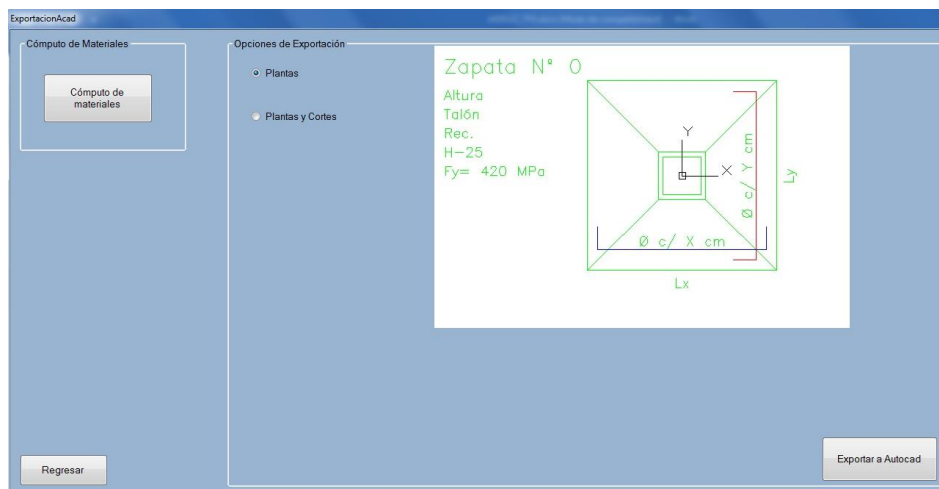 ExportacionAcad
Cómputo de Materiales
Cómputo de
materiales
Opciones de Exportación
Plantas
Plantas y Cortes
Zapata N° 0
Altura
Talón
Rec.
H-25
Fy= 420 MPa
Y
X
Ø c/ Y cm
Ly
Ø c/ X cm
Lx
Regresar
Exportar a Autocad